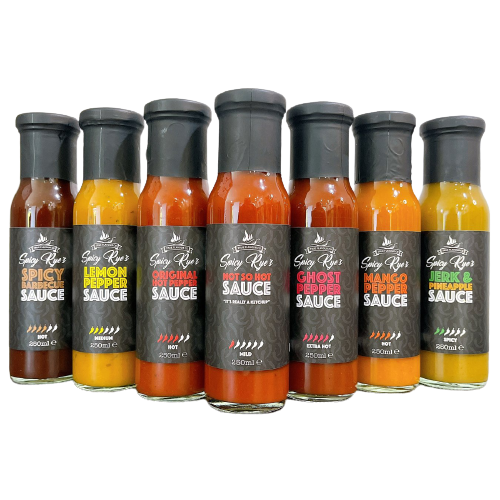 Spicy Rye's
SPICY
BARBECUE
SAUCE
HOT
250ml e
Spicy Rye's
LEMON
PEPPER
SAUCE
MEDIUM
250ml e
Spicy Rye's
ORIGINAL
HOT PEPPER
SAUCE
HOT
250ml e
Spicy Rye's
NOT SO HOT
SAUCE
"IT'S REALLY A KETCHUP"
MILD
250ml e
Spicy Rye's
GHOST
PEPPER
SAUCE
EXTRA HOT
250ml e
Spicy Rye's
MANGO
PEPPER
SAUCE
HOT
250ml e
Spicy Rye's
JERK &
PINEAPPLE
SAUCE
SPICY
250ml e